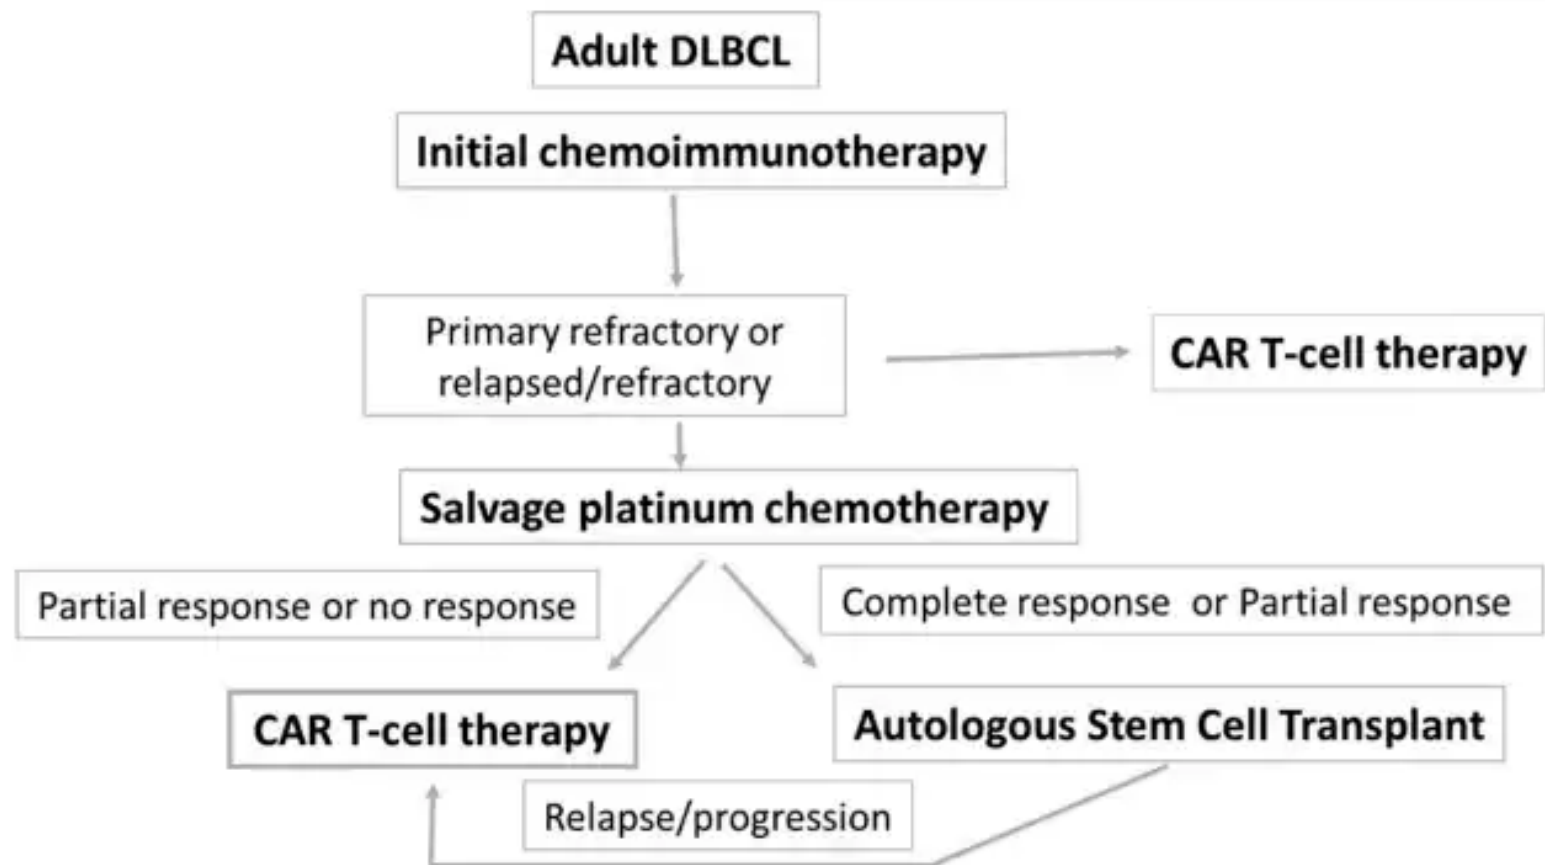 Adult DLBCL
Initial chemoimmunotherapy
Primary refractory or
relapsed/refractory
CAR T-cell therapy
Salvage platinum chemotherapy
Partial response or no response
Complete response or Partial response
CAR T-cell therapy
Autologous Stem Cell Transplant
Relapse/progression